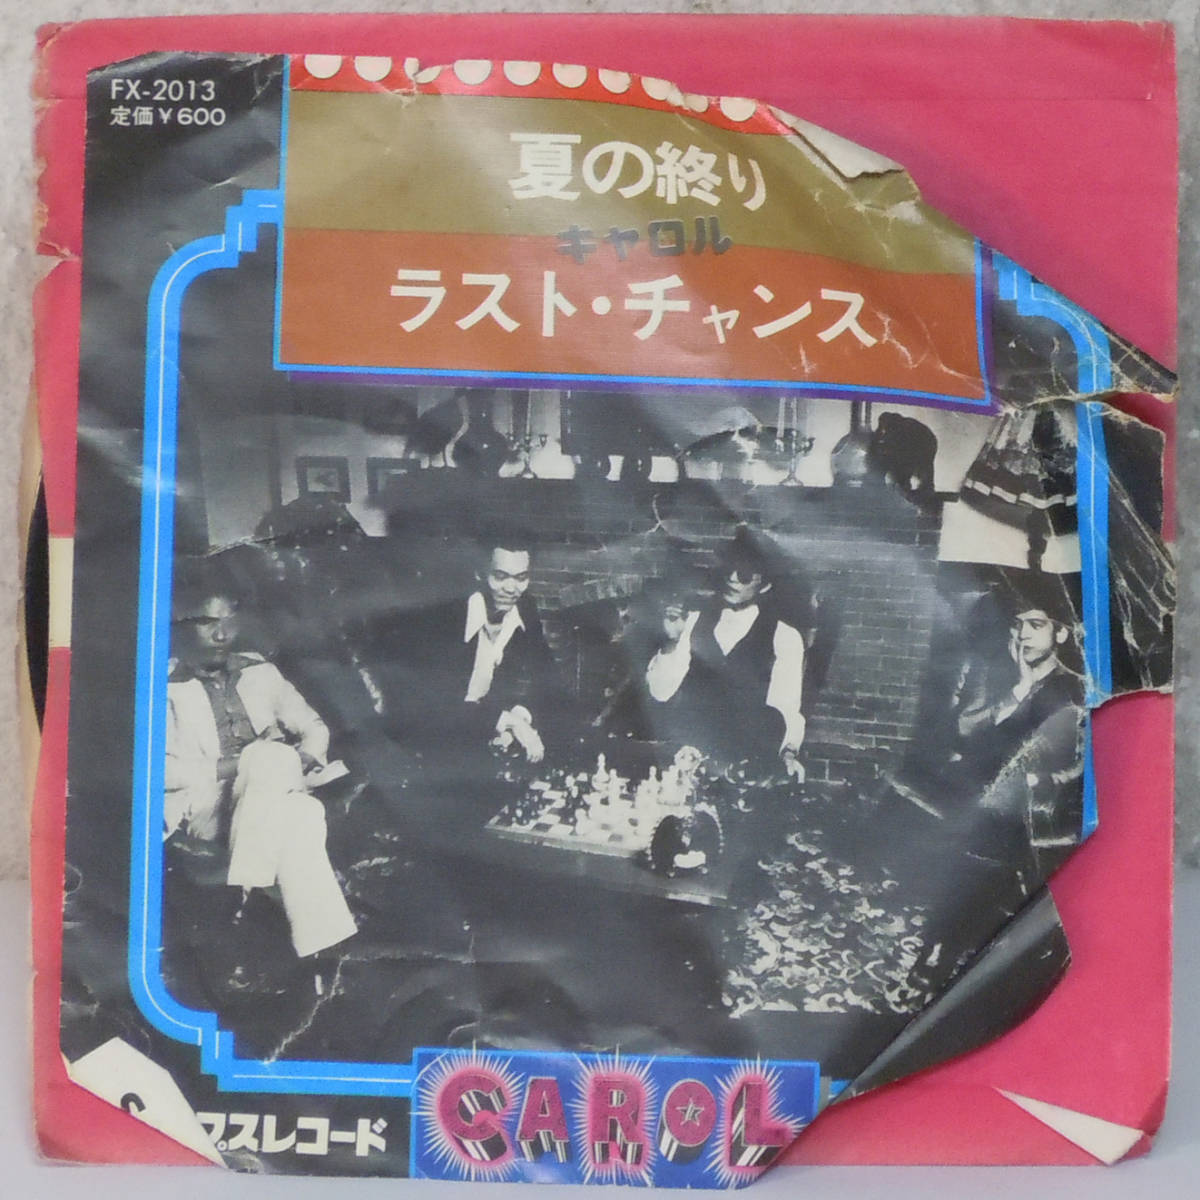 FX-2013
定価￥600
夏の終り
キャロル
ラスト・チャンス
プスレコード
CAROL